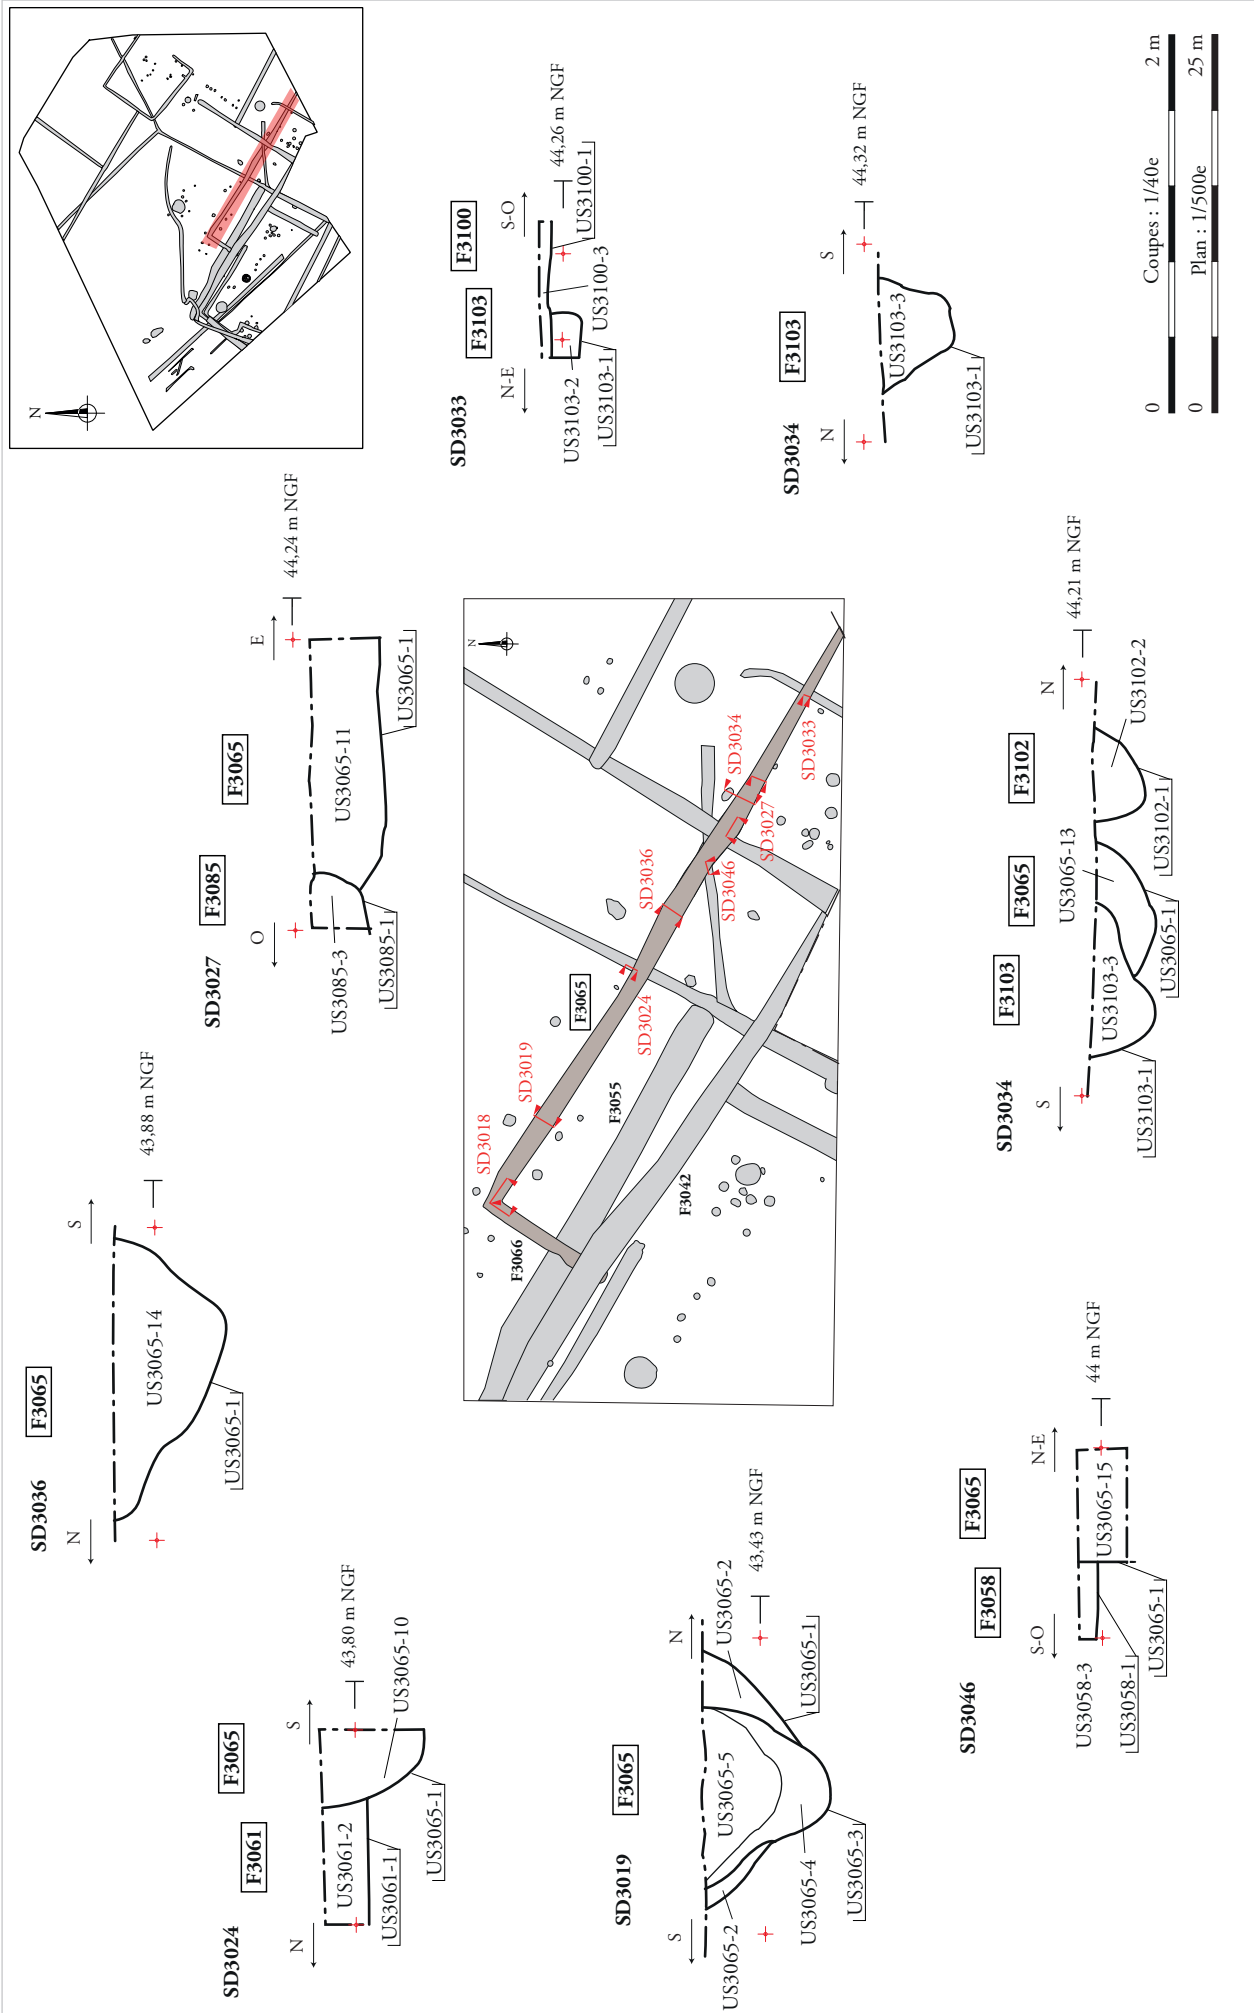 SD3024
F3061
F3065
N
S
43,80 m NGF
US3061-2
US3061-1
US3065-10
US3065-1
SD3036
F3065
N
S
43,88 m NGF
US3065-14
US3065-1
SD3027
F3085
F3065
O
E
44,24 m NGF
US3085-3
US3085-1
US3065-11
US3065-1
N
SD3019
F3065
S
N
43,43 m NGF
US3065-2
US3065-5
US3065-2
US3065-4
US3065-3
US3065-1
N
F3066
SD3018
SD3019
F3065
F3055
F3042
SD3024
SD3036
SD3046
SD3027
SD3034
SD3033
SD3033
F3103
F3100
N-E
S-O
44,26 m NGF
US3103-2
US3103-1
US3100-3
US3100-1
SD3034
F3103
N
S
44,32 m NGF
US3103-3
US3103-1
SD3046
F3058
F3065
S-O
N-E
44 m NGF
US3058-3
US3058-1
US3065-15
US3065-1
SD3034
F3103
F3065
F3102
S
N
44,21 m NGF
US3103-3
US3103-1
US3065-13
US3065-1
US3102-2
US3102-1
0
Coupes : 1/40e
2 m
0
Plan : 1/500e
25 m